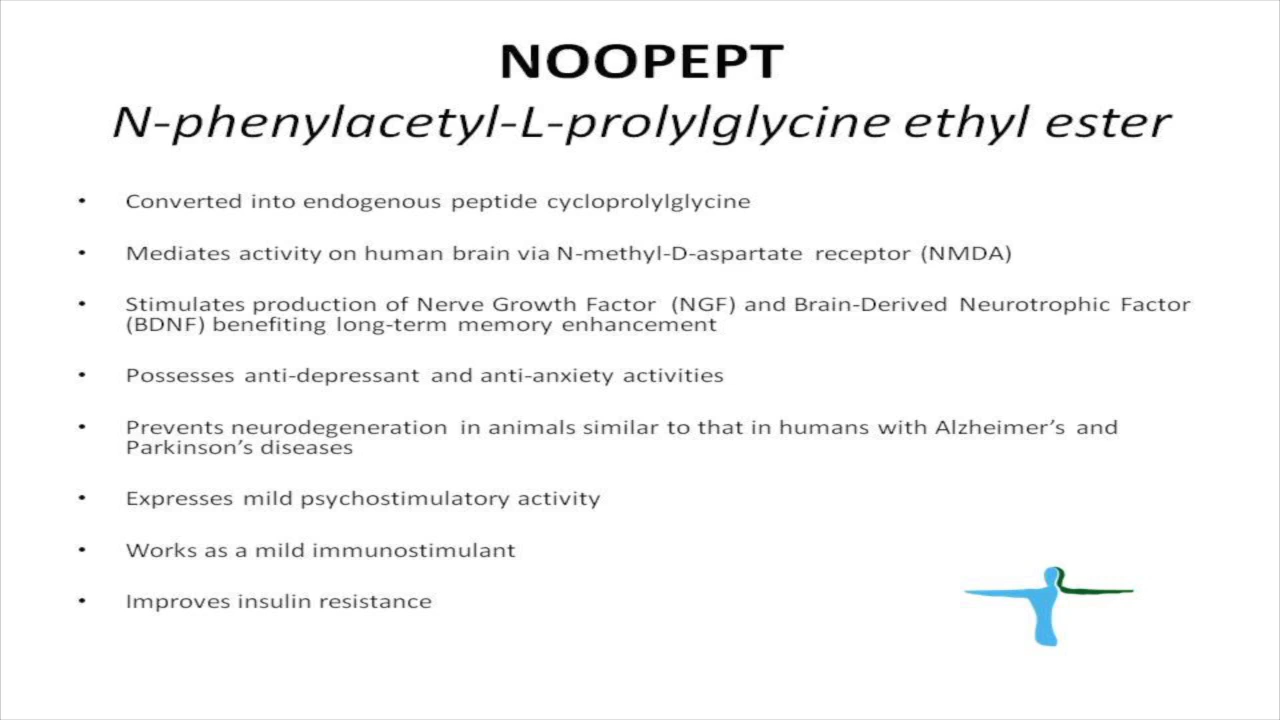 NOOPEPT
N-phenylacetyl-L-prolylglycine ethyl ester
• Converted into endogenous peptide cycloprolylglycine
• Mediates activity on human brain via N-methyl-D-aspartate receptor (NMDA)
• Stimulates production of Nerve Growth Factor (NGF) and Brain-Derived Neurotrophic Factor
(BDNF) benefiting long-term memory enhancement
• Possesses anti-depressant and anti-anxiety activities
• Prevents neurodegeneration in animals similar to that in humans with Alzheimer’s and
Parkinson’s diseases
• Expresses mild psychostimulatory activity
• Works as a mild immunostimulant
• Improves insulin resistance